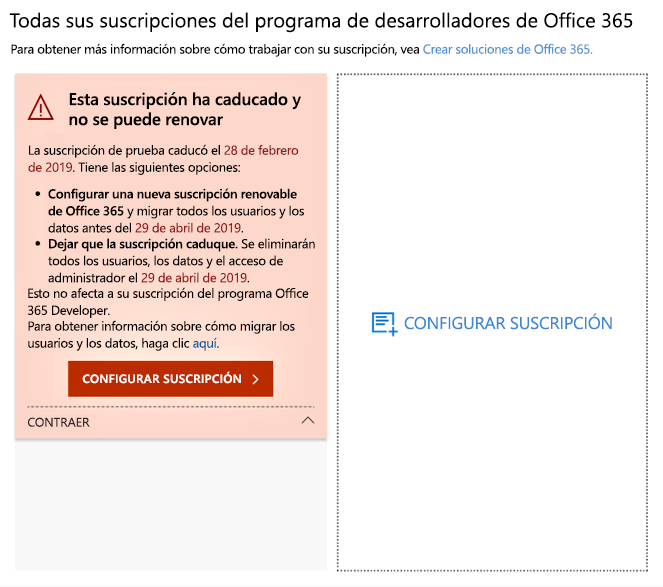 Todas sus suscripciones del programa de desarrolladores de Office 365
Para obtener más información sobre cómo trabajar con su suscripción, vea Crear soluciones de Office 365.
Esta suscripción ha caducado y
no se puede renovar
La suscripción de prueba caducó el 28 de febrero
de 2019. Tiene las siguientes opciones:
• Configurar una nueva suscripción renovable
de Office 365 y migrar todos los usuarios y los
datos antes del 29 de abril de 2019.
• Dejar que la suscripción caduque. Se eliminarán
todos los usuarios, los datos y el acceso de
administrador el 29 de abril de 2019.
Esto no afecta a su suscripción del programa Office
365 Developer.
Para obtener información sobre cómo migrar los
usuarios y los datos, haga clic aquí.
CONFIGURAR SUSCRIPCIÓN
CONTRAER
CONFIGURAR SUSCRIPCIÓN